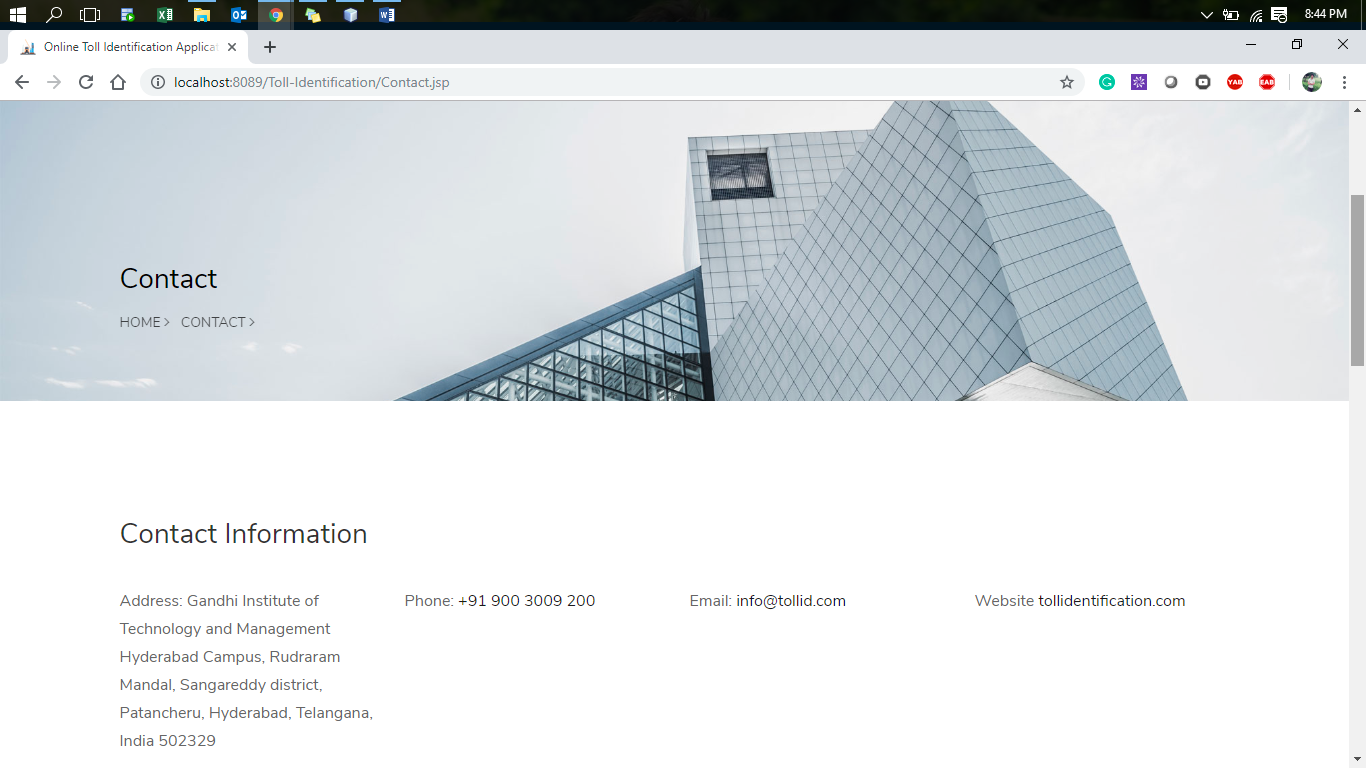 8:44 PM
Online Toll Identification Applicat
localhost:8089/Toll-Identification/Contact.jsp
YAB
EAB
Contact
HOME > CONTACT >
Contact Information
Address: Gandhi Institute of
Technology and Management
Hyderabad Campus, Rudraram
Mandal, Sangareddy district,
Patancheru, Hyderabad, Telangana,
India 502329
Phone: +91 900 3009 200
Email: info@tollid.com
Website tollidentification.com